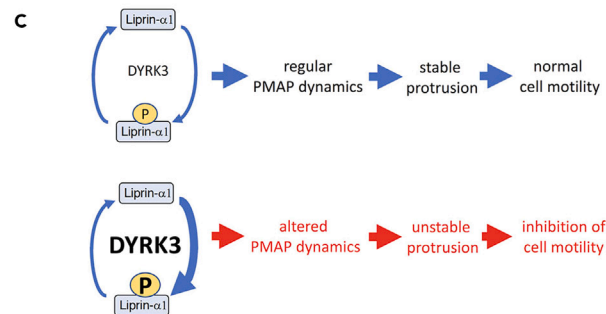 C
Liprin-α1
DYRK3
P
Liprin-α1
regular
PMAP dynamics
stable
protrusion
normal
cell motility
Liprin-α1
DYRK3
P
Liprin-α1
altered
PMAP dynamics
unstable
protrusion
inhibition of
cell motility